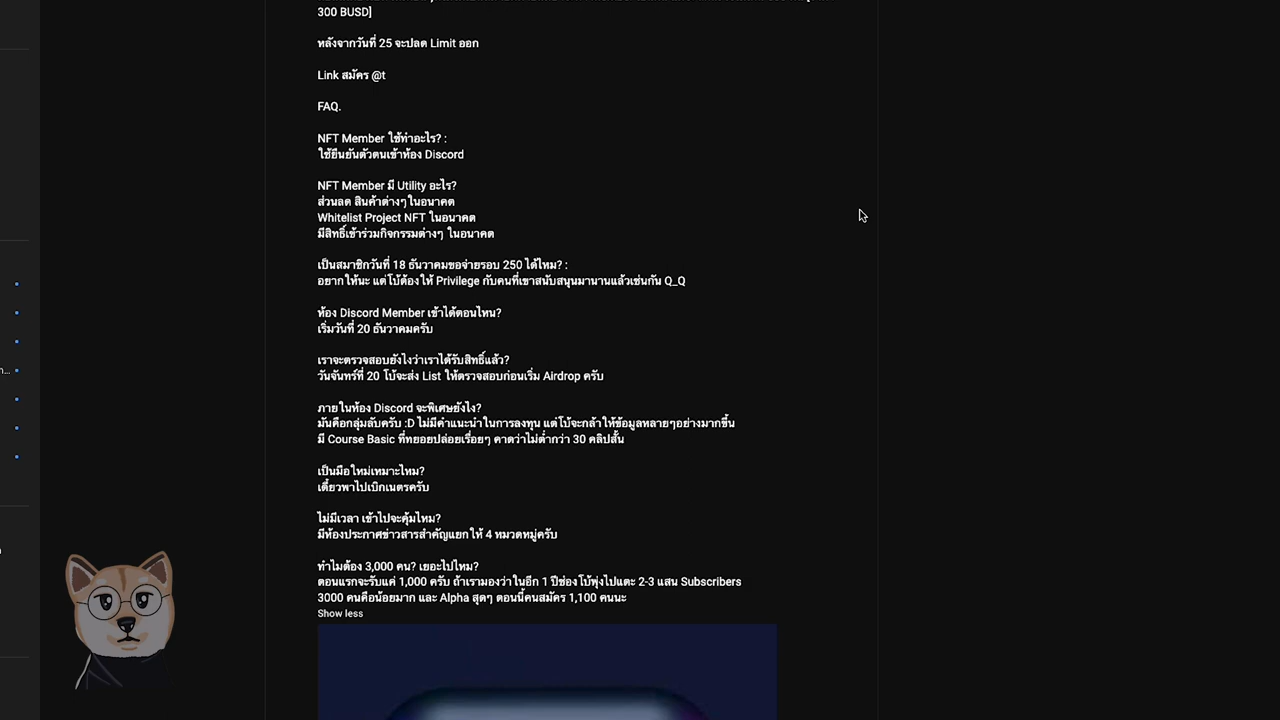 300 BUSD]
หลังจากวันที่ 25 จะปลด Limit ออก
Link สมัคร @t
FAQ.
NFT Member ใช้ทำอะไร? :
ใช้ยืนยันตัวตนเข้าห้อง Discord
NFT Member มี Utility อะไร?
ส่วนลด สินค้าต่างๆในอนาคต
Whitelist Project NFT ในอนาคต
มีสิทธิ์เข้าร่วมกิจกรรมต่างๆ ในอนาคต
เป็นสมาชิกวันที่ 18 ธันวาคมขอจ่ายรอบ 250 ได้ไหม? :
อยากให้นะ แต่โบ้ต้องให้ Privilege กับคนที่เขาสนับสนุนมานานแล้วเช่นกัน Q_Q
ห้อง Discord Member เข้าได้ตอนไหน?
เริ่มวันที่ 20 ธันวาคมครับ
เราจะตรวจสอบยังไงว่าเราได้รับสิทธิ์แล้ว?
วันจันทร์ที่ 20 โบ้จะส่ง List ให้ตรวจสอบก่อนเริ่ม Airdrop ครับ
ภายในห้อง Discord จะพิเศษยังไง?
มันคือกลุ่มลับครับ :D ไม่มีคำแนะนำในการลงทุน แต่โบ้จะกล้าให้ข้อมูลหลายๆอย่างมากขึ้น
มี Course Basic ที่ทยอยปล่อยเรื่อยๆ คาดว่าไม่ต่ำกว่า 30 คลิปสั้น
เป็นมือใหม่เหมาะไหม?
เดี๋ยวพาไปเบิกเนตรครับ
ไม่มีเวลา เข้าไปจะคุ้มไหม?
มีห้องประกาศข่าวสารสำคัญแยกให้ 4 หมวดหมู่ครับ
ทำไมต้อง 3,000 คน? เยอะไปไหม?
ตอนแรกจะรับแค่ 1,000 ครับ ถ้าเรามองว่าในอีก 1 ปีช่องโบ้พุ่งไปแตะ 2-3 แสน Subscribers
3000 คนคือน้อยมาก และ Alpha สุดๆ ตอนนี้คนสมัคร 1,100 คนนะ
Show less